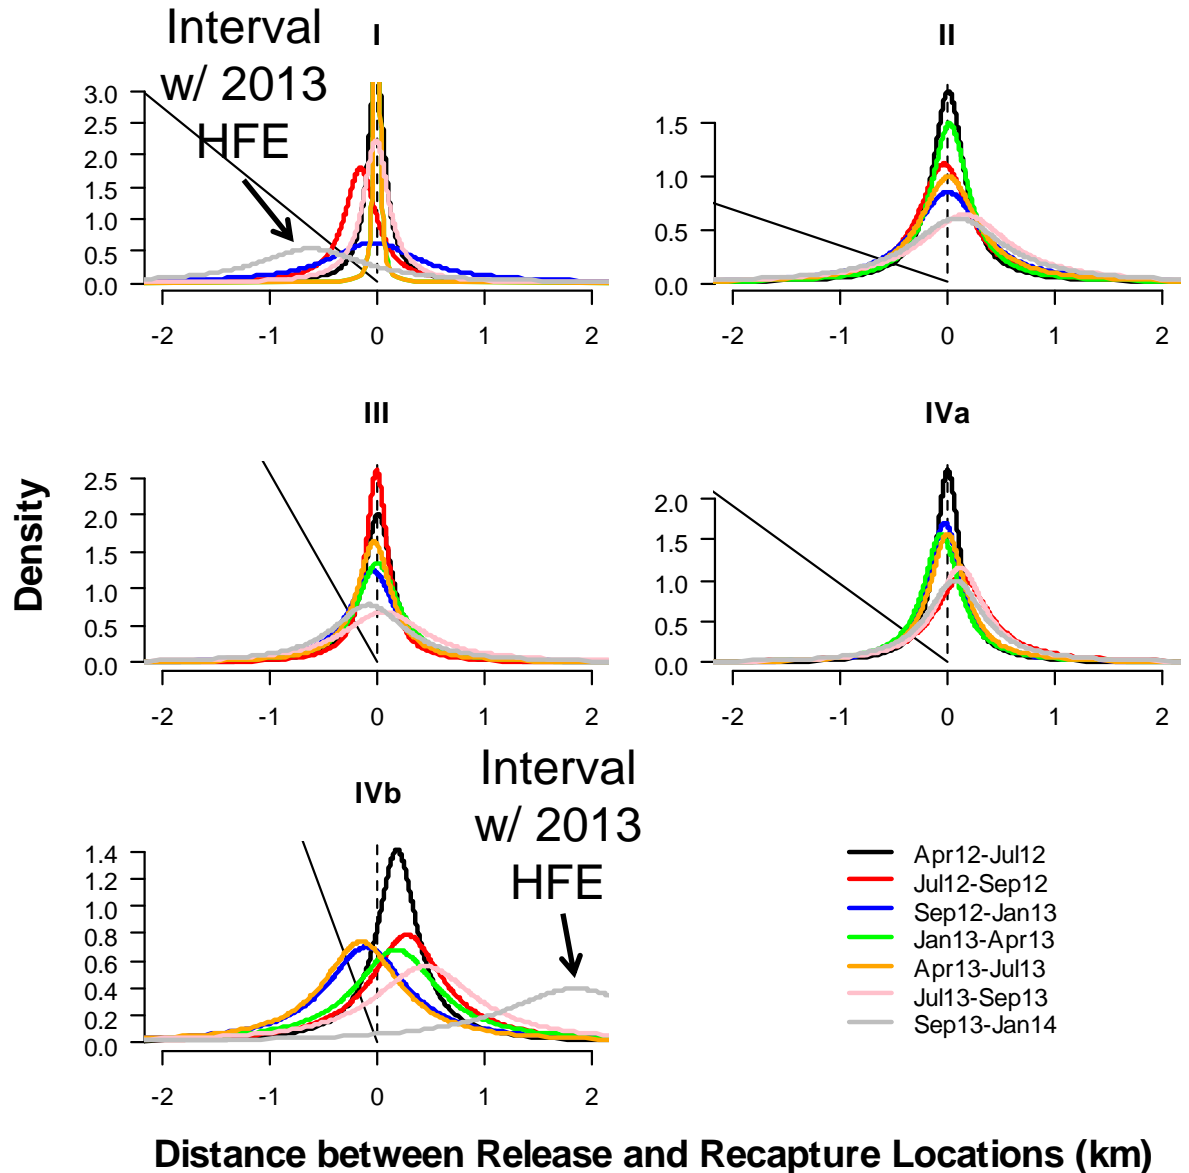 Interval
w/ 2013
HFE
I
3.0
2.5
2.0
1.5
1.0
0.5
0.0
-2 -1 0 1 2
II
1.5
1.0
0.5
0.0
-2 -1 0 1 2
III
2.5
2.0
1.5
1.0
0.5
0.0
-2 -1 0 1 2
IVa
2.0
1.5
1.0
0.5
0.0
-2 -1 0 1 2
Density
IVb
1.4
1.2
1.0
0.8
0.6
0.4
0.2
0.0
-2 -1 0 1 2
Interval
w/ 2013
HFE
Apr12-Jul12
Jul12-Sep12
Sep12-Jan13
Jan13-Apr13
Apr13-Jul13
Jul13-Sep13
Sep13-Jan14
Distance between Release and Recapture Locations (km)